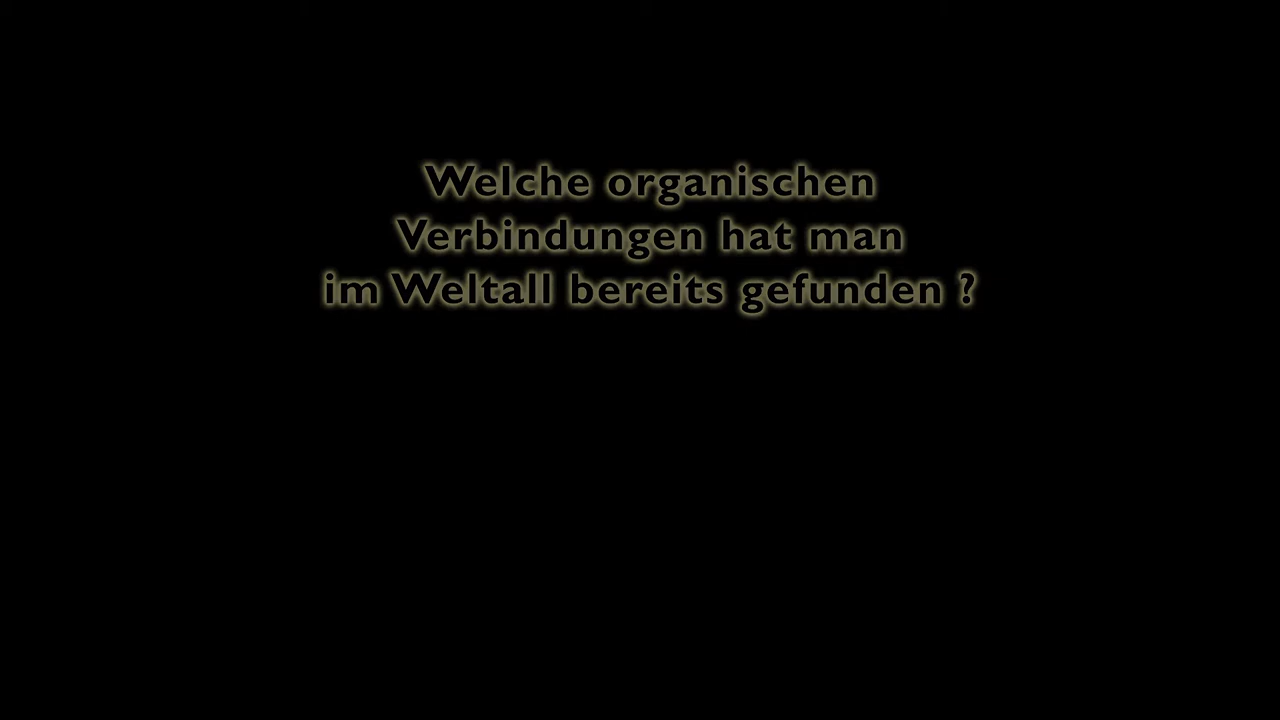 Welche organischen
Verbindungen hat man
im Weltall bereits gefunden ?